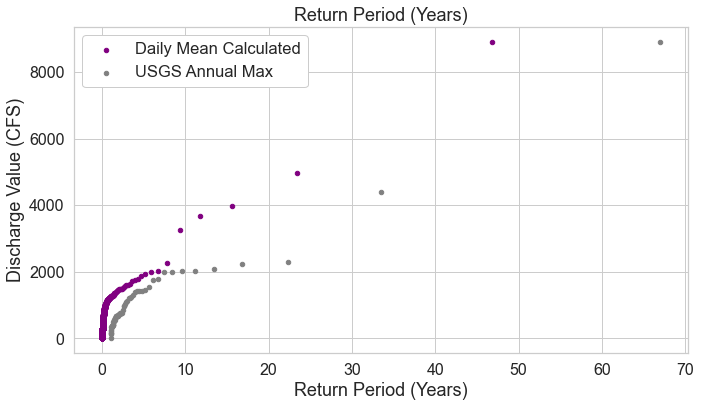 Return Period (Years)
Daily Mean Calculated
USGS Annual Max
Discharge Value (CFS)
8000
6000
4000
2000
0
0 10 20 30 40 50 60 70
Return Period (Years)